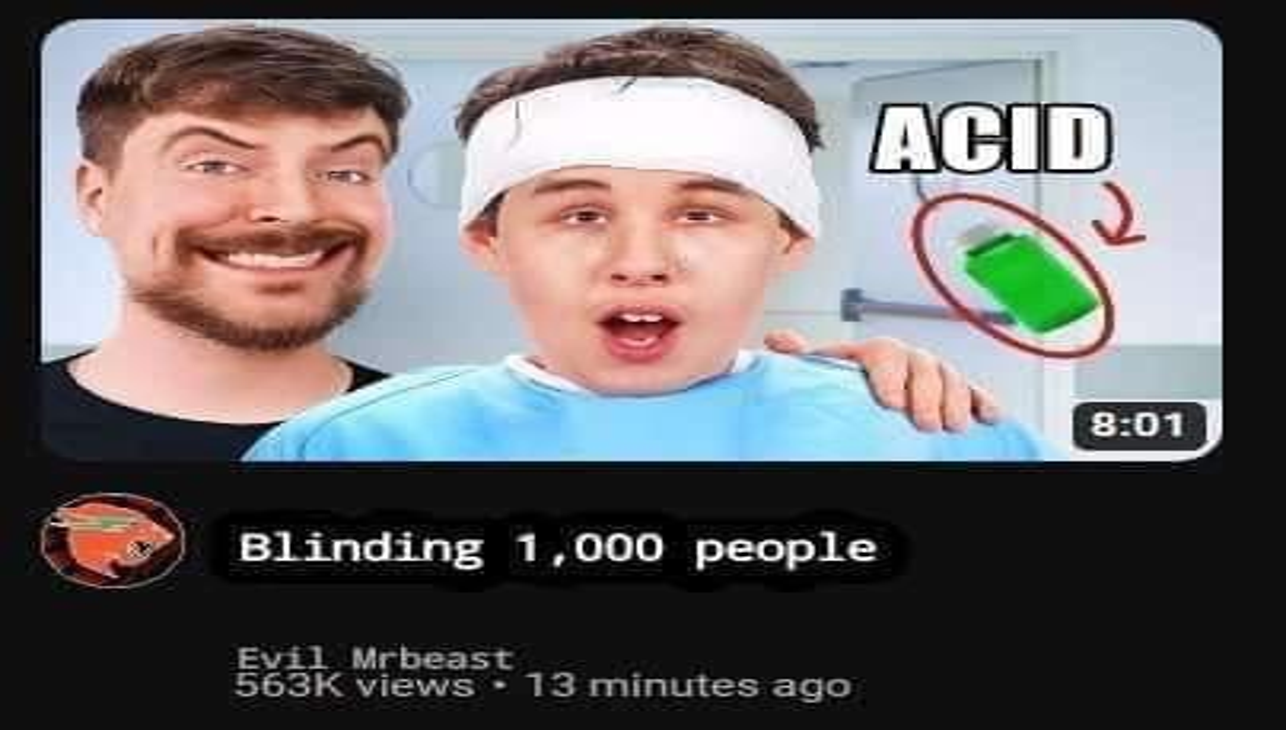 ACID
8:01
Blinding 1,000 people
Evil Mrbeast
563K views • 13 minutes ago